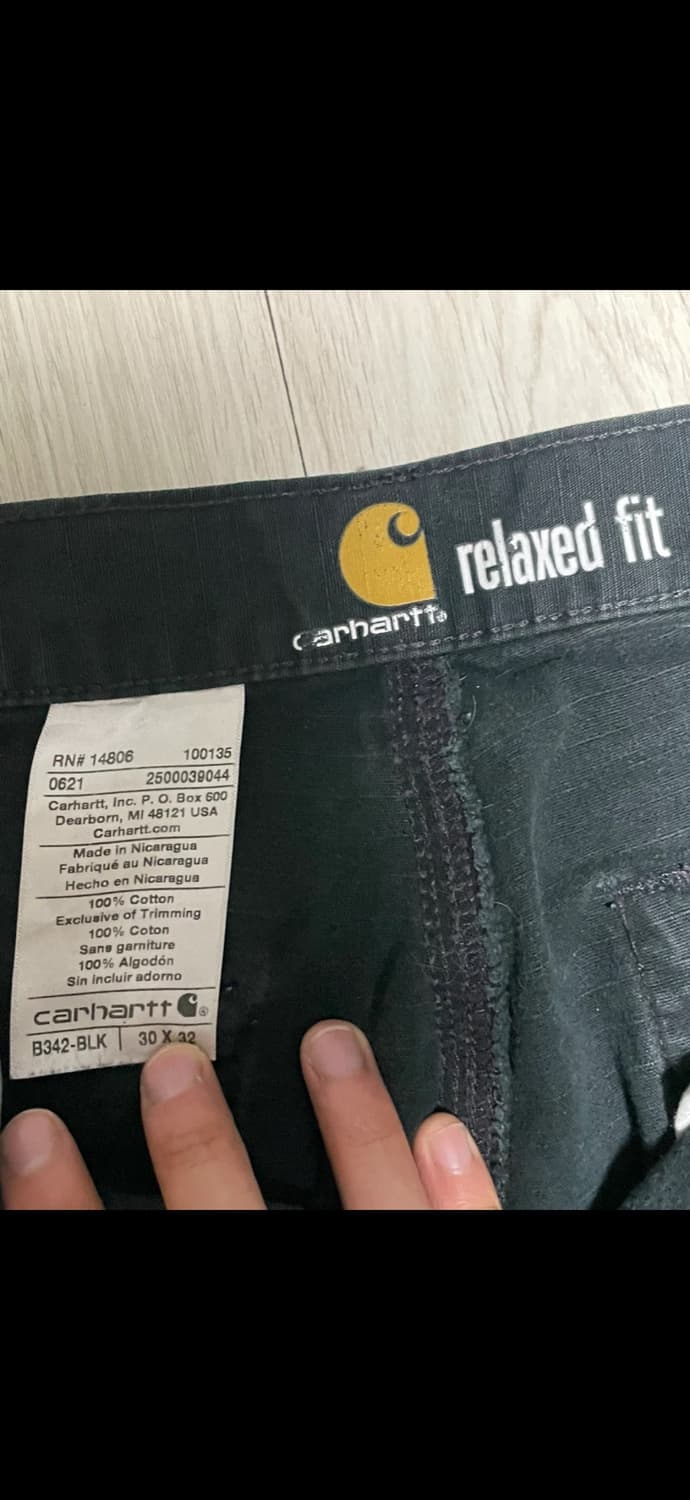 relaxed fit
carhartt®
RN# 14806 100135
0621 2500039044
Carhartt, Inc. P. O. Box 600
Dearborn, MI 48121 USA
Carhartt.com
Made in Nicaragua
Fabriqué au Nicaragua
Hecho en Nicaragua
100% Cotton
Exclusive of Trimming
100% Coton
Sans garniture
100% Algodón
Sin incluir adorno
carhartt ®
B342-BLK | 30 X 32